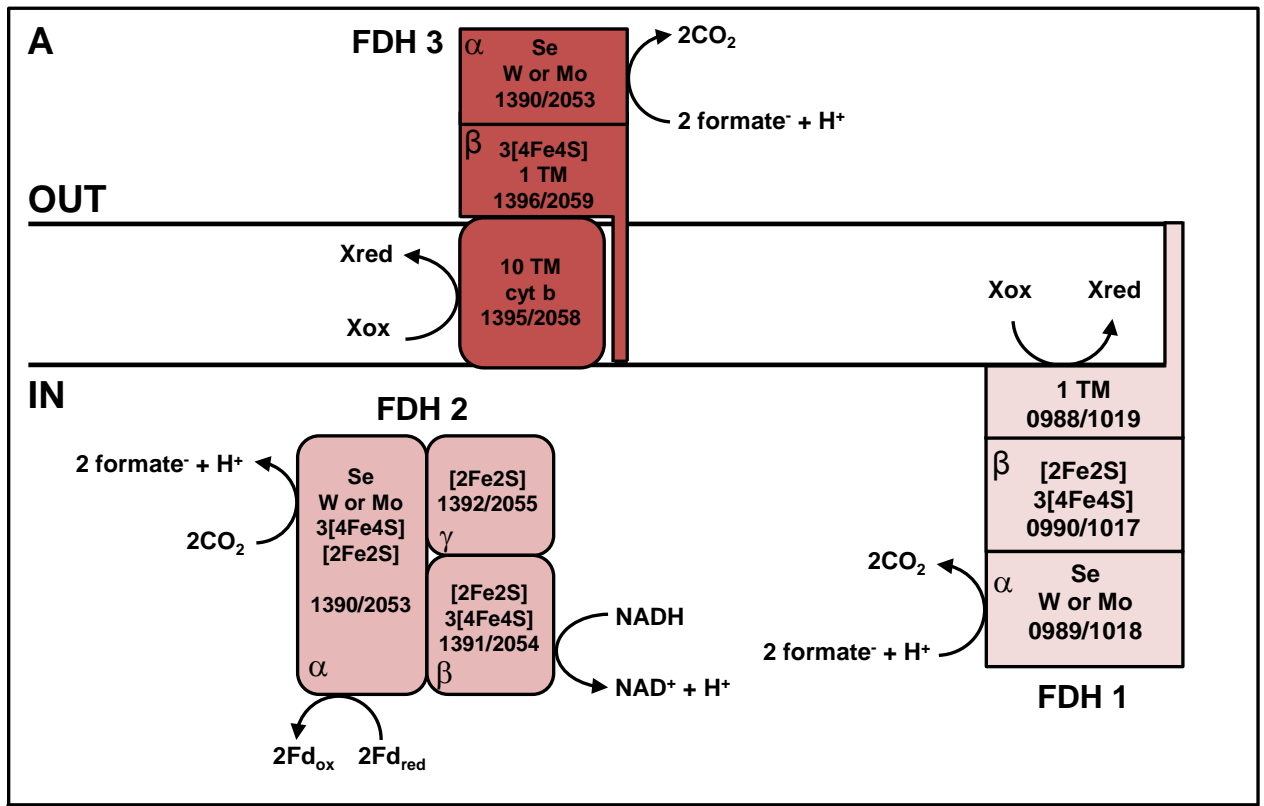 A
FDH 3
α
Se
W or Mo
1390/2053
2CO₂
2 formate⁻ + H⁺
β
3[4Fe4S]
1 TM
1396/2059
OUT
Xred
Xox
10 TM
cyt b
1395/2058
Xox
Xred
IN
FDH 2
2 formate⁻ + H⁺
2CO₂
Se
W or Mo
3[4Fe4S]
[2Fe2S]
1390/2053
α
[2Fe2S]
1392/2055
γ
[2Fe2S]
3[4Fe4S]
1391/2054
β
NADH
NAD⁺ + H⁺
2Fdox
2Fdred
1 TM
0988/1019
β
[2Fe2S]
3[4Fe4S]
0990/1017
2CO₂
2 formate⁻ + H⁺
α
Se
W or Mo
0989/1018
FDH 1